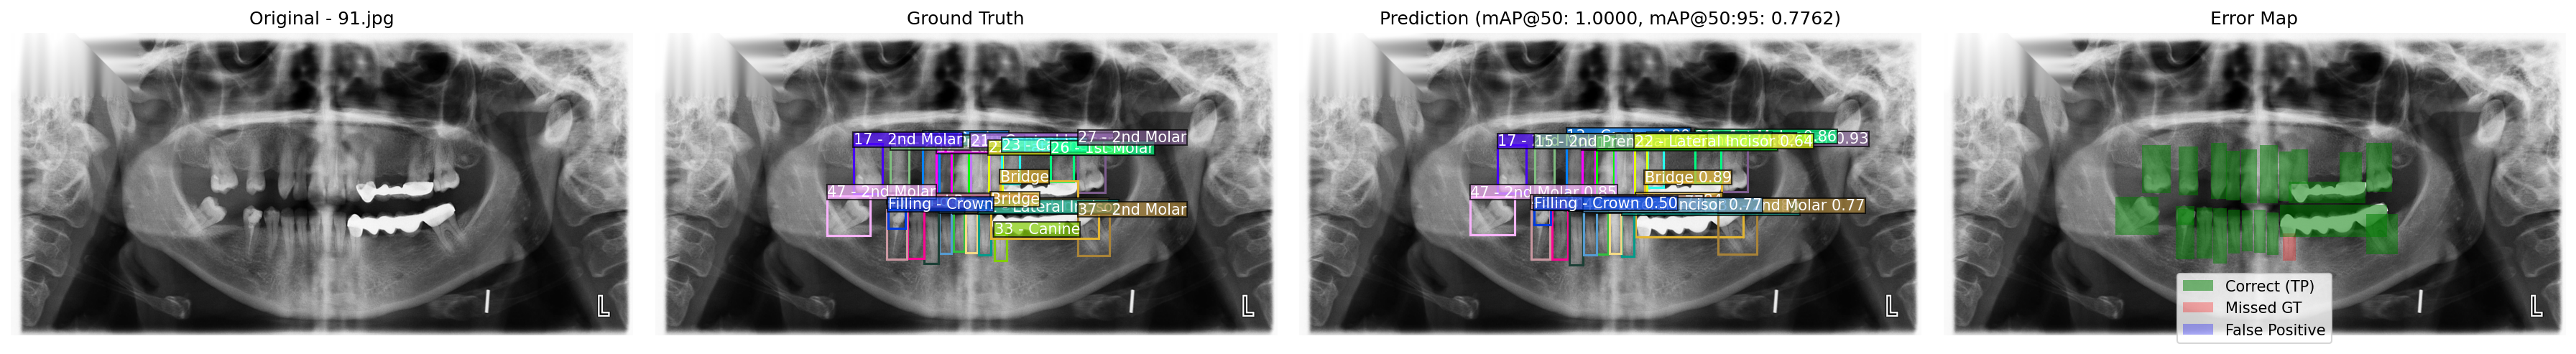 Original - 91.jpg
L
Ground Truth
17 - 2nd Molar
21
27 - 2nd Molar
23 - Ca
26 - 1st Molar
Bridge
47 - 2nd Molar
Filling - Crown
Bridge
- Lateral In
37 - 2nd Molar
33 - Canine
L
Prediction (mAP@50: 1.0000, mAP@50:95: 0.7762)
17 -
15 - 2nd Pren
22 - Lateral Incisor 0.64
0.86
0.93
Bridge 0.89
47 - 2nd Molar 0.85
Filling - Crown 0.50
ncisor 0.77
nd Molar 0.77
L
Error Map
L
Correct (TP)
Missed GT
False Positive